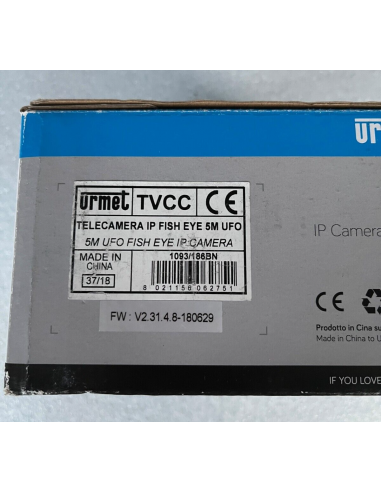 urmet TVCC CE
TELECAMERA IP FISH EYE 5M UFO
5M UFO FISH EYE IP CAMERA
MADE IN
CHINA
37/18
1093/186BN
8 021156 062751
FW : V2.31.4.8-180629
urm
IP Camera
CE
Prodotto in Cina su
Made in China to U
IF YOU LOVE